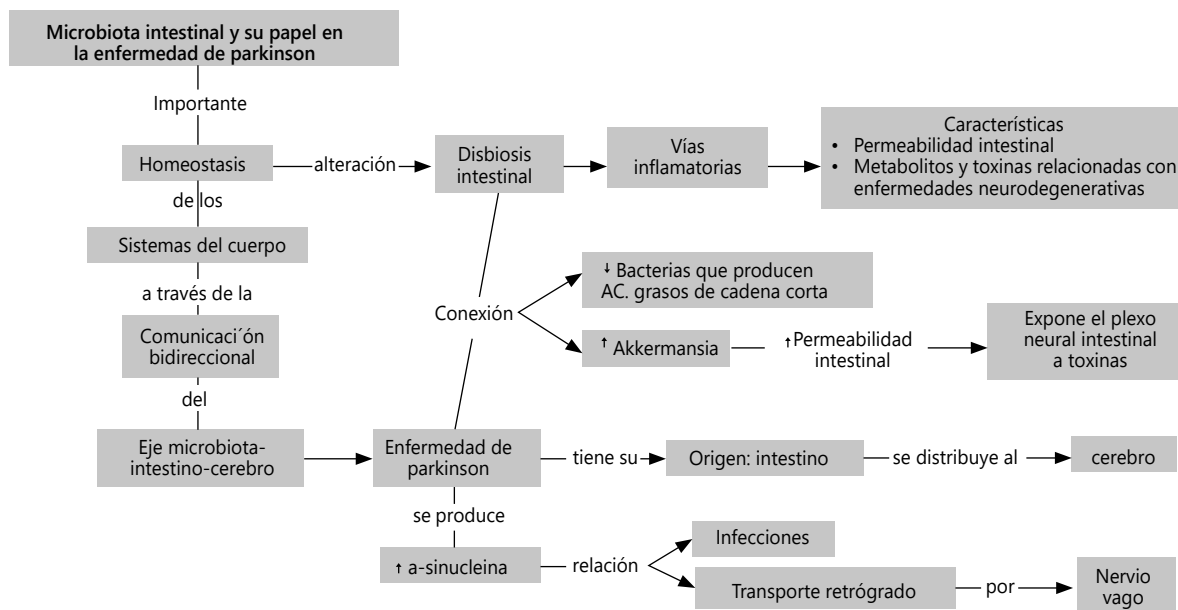 Microbiota intestinal y su papel en
la enfermedad de parkinson
Importante
Homeostasis
alteración
Disbiosis
intestinal
Vías
inflamatorias
Características
• Permeabilidad intestinal
• Metabolitos y toxinas relacionadas con
enfermedades neurodegenerativas
de los
Sistemas del cuerpo
a través de la
Comunicaci´ón
bidireccional
del
Eje microbiota-
intestino-cerebro
Conexión
↓ Bacterias que producen
AC. grasos de cadena corta
↑ Akkermansia
↑Permeabilidad
intestinal
Expone el plexo
neural intestinal
a toxinas
Enfermedad de
parkinson
tiene su
Origen: intestino
se distribuye al
cerebro
se produce
↑ a-sinucleina
relación
Infecciones
Transporte retrógrado
por
Nervio
vago